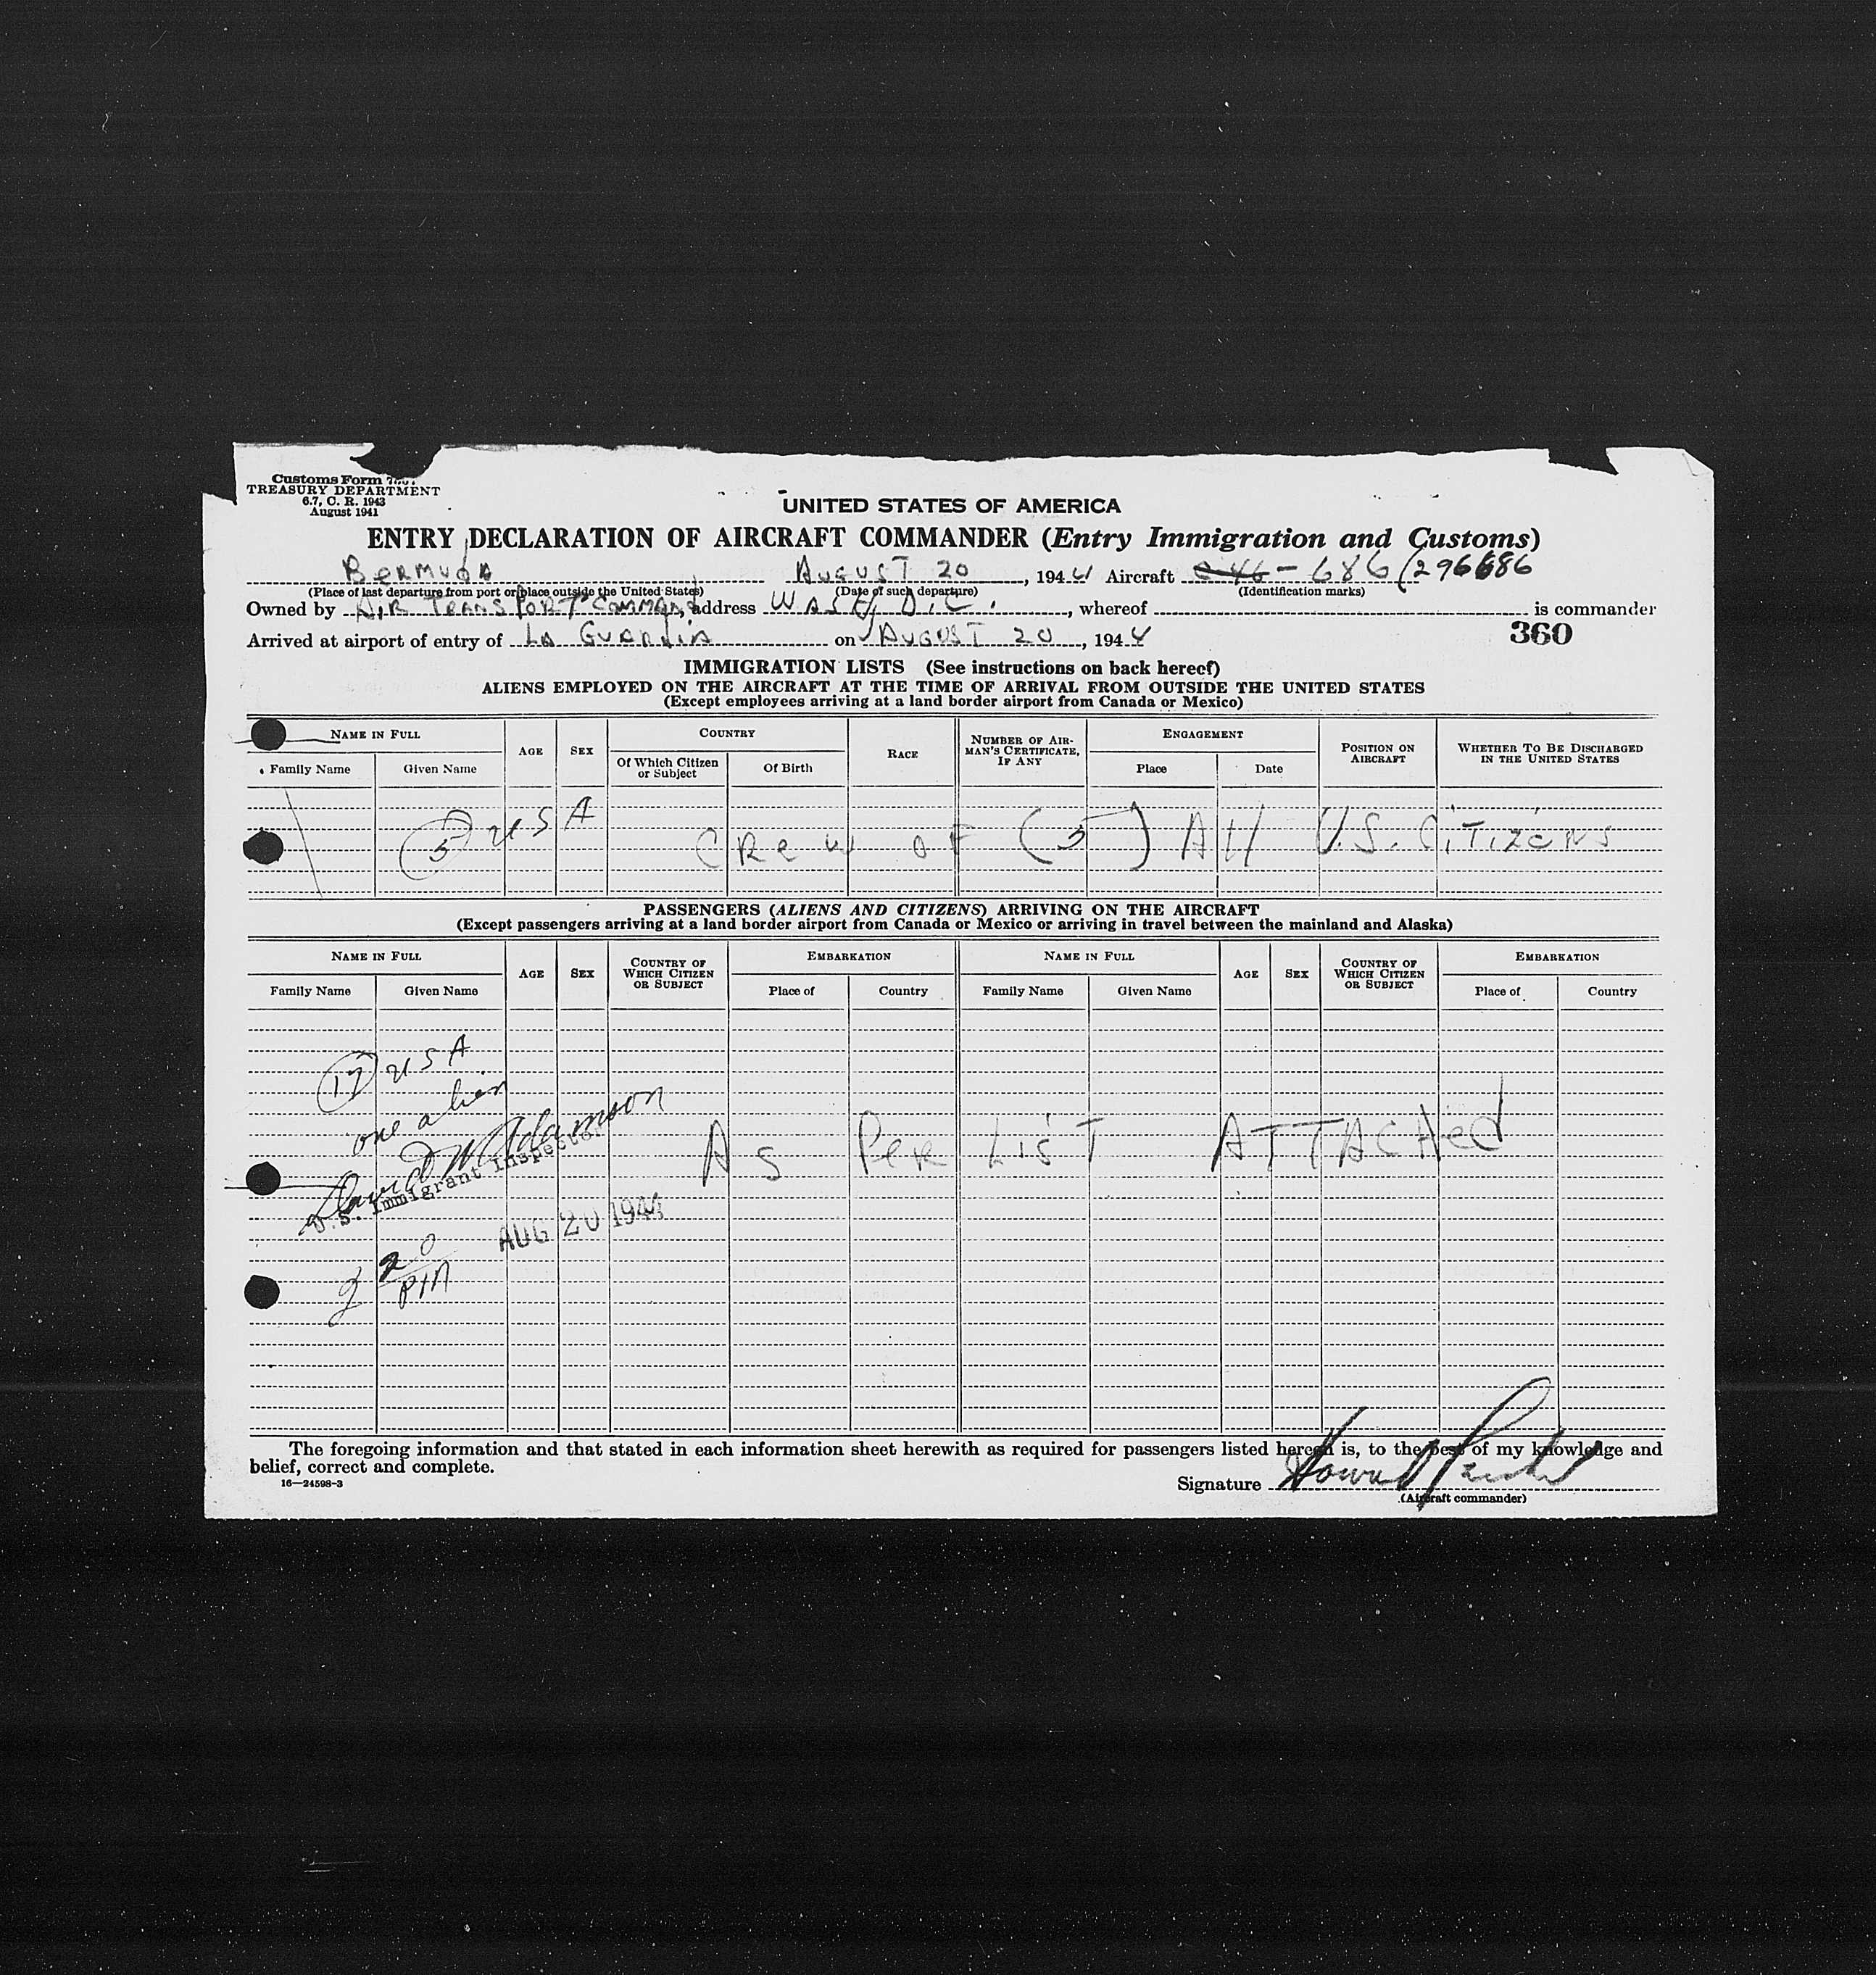 Customs Form
TREASURY DEPARTMENT
6.7, C. R. 1943
August 1941
UNITED STATES OF AMERICA
ENTRY DECLARATION OF AIRCRAFT COMMANDER (Entry Immigration and Customs)
BERMUDA AUGUST 20, 1944 Aircraft C-46 - 686 (296686
(Place of last departure from port or place outside the United States) (Date of such departure) (Identification marks)
Owned by AIR TRANSPORT COMMAND, address WASH, D.C., whereof is commander
Arrived at airport of entry of LA GUARDIA on AUGUST 20, 1944 360
IMMIGRATION LISTS (See instructions on back hereof)
ALIENS EMPLOYED ON THE AIRCRAFT AT THE TIME OF ARRIVAL FROM OUTSIDE THE UNITED STATES
(Except employees arriving at a land border airport from Canada or Mexico)
NAME IN FULL AGE SEX COUNTRY RACE NUMBER OF AIRMAN'S CERTIFICATE, IF ANY ENGAGEMENT POSITION ON AIRCRAFT WHETHER TO BE DISCHARGED IN THE UNITED STATES
Family Name Given Name Of Which Citizen or Subject Of Birth Place Date
(5) USA CREW OF (5) All U.S. CITIZENS
PASSENGERS (ALIENS AND CITIZENS) ARRIVING ON THE AIRCRAFT
(Except passengers arriving at a land border airport from Canada or Mexico or arriving in travel between the mainland and Alaska)
NAME IN FULL AGE SEX COUNTRY OF WHICH CITIZEN OR SUBJECT EMBARKATION NAME IN FULL AGE SEX COUNTRY OF WHICH CITIZEN OR SUBJECT EMBARKATION
Family Name Given Name Place of Country Family Name Given Name Place of Country
(17) USA
one alien
David W Adamson
U.S. Immigrant Inspector
AS PER LIST ATTACHED
AUG 20 1944
2 20 PM
The foregoing information and that stated in each information sheet herewith as required for passengers listed hereon is, to the best of my knowledge and
belief, correct and complete.
16—24598-3
Signature Howard
(Aircraft commander)